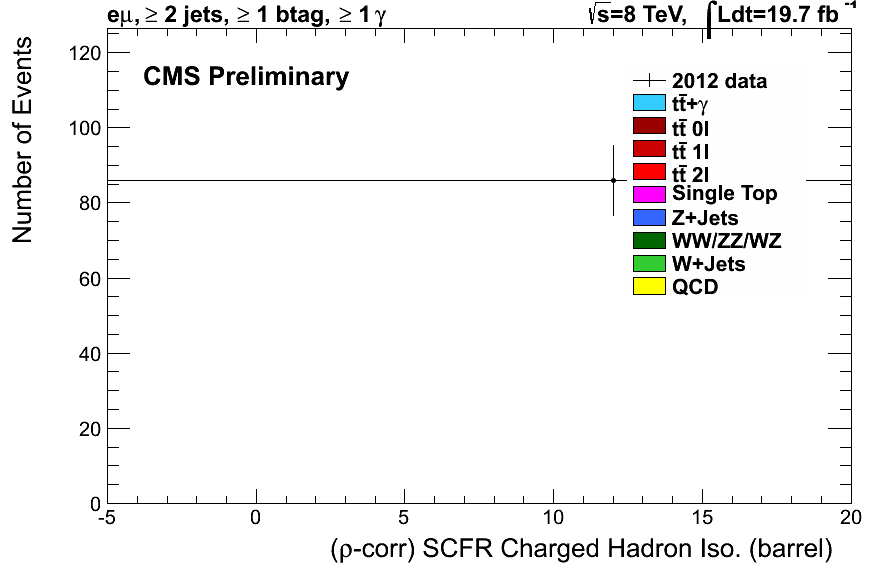 eμ, ≥ 2 jets, ≥ 1 btag, ≥ 1 γ
√s=8 TeV, ∫Ldt=19.7 fb⁻¹
CMS Preliminary
2012 data
tt̄+γ
tt̄ 0l
tt̄ 1l
tt̄ 2l
Single Top
Z+Jets
WW/ZZ/WZ
W+Jets
QCD
Number of Events
120
100
80
60
40
20
0
-5 0 5 10 15 20
(ρ-corr) SCFR Charged Hadron Iso. (barrel)